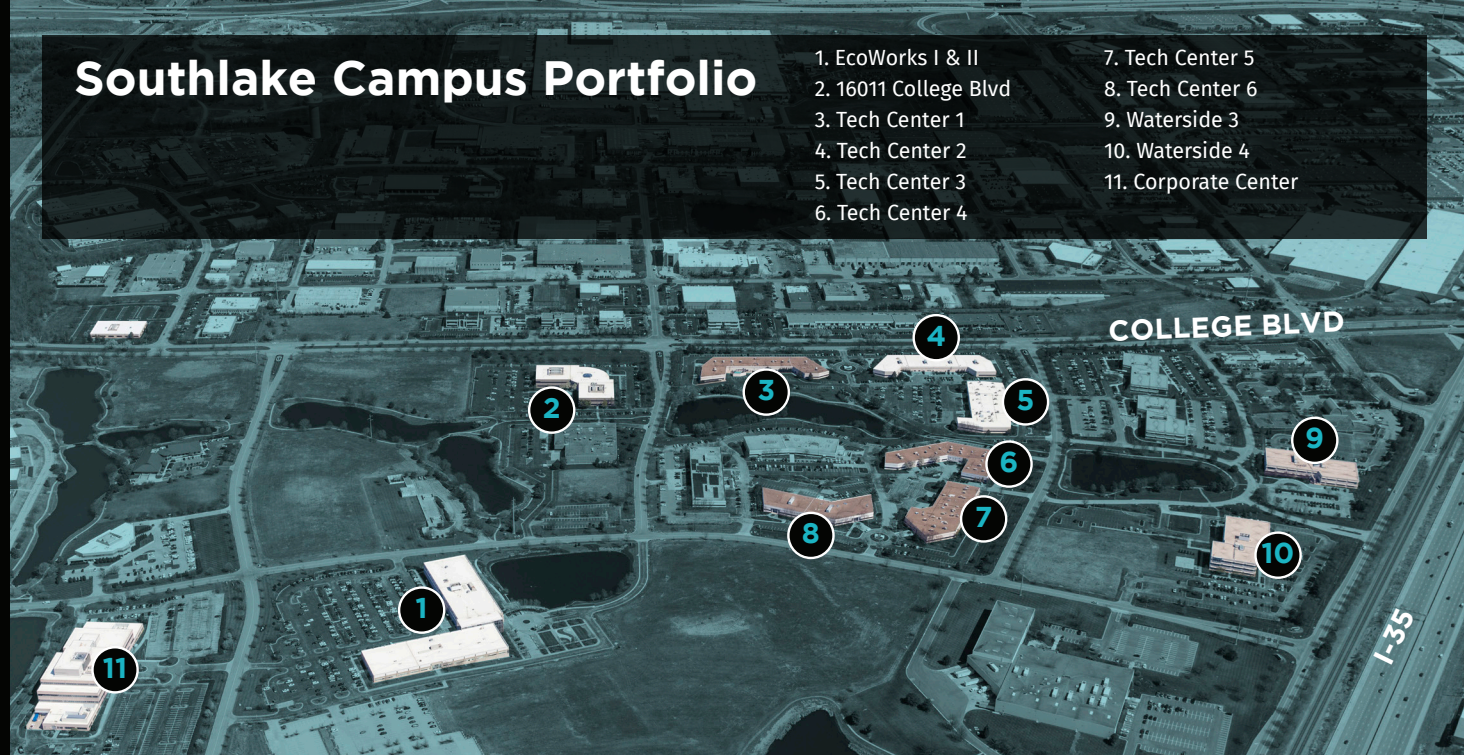 Southlake Campus Portfolio
1. EcoWorks I & II
2. 16011 College Blvd
3. Tech Center 1
4. Tech Center 2
5. Tech Center 3
6. Tech Center 4
7. Tech Center 5
8. Tech Center 6
9. Waterside 3
10. Waterside 4
11. Corporate Center
COLLEGE BLVD
4
3
2
5
9
6
7
8
10
1
I-35
11